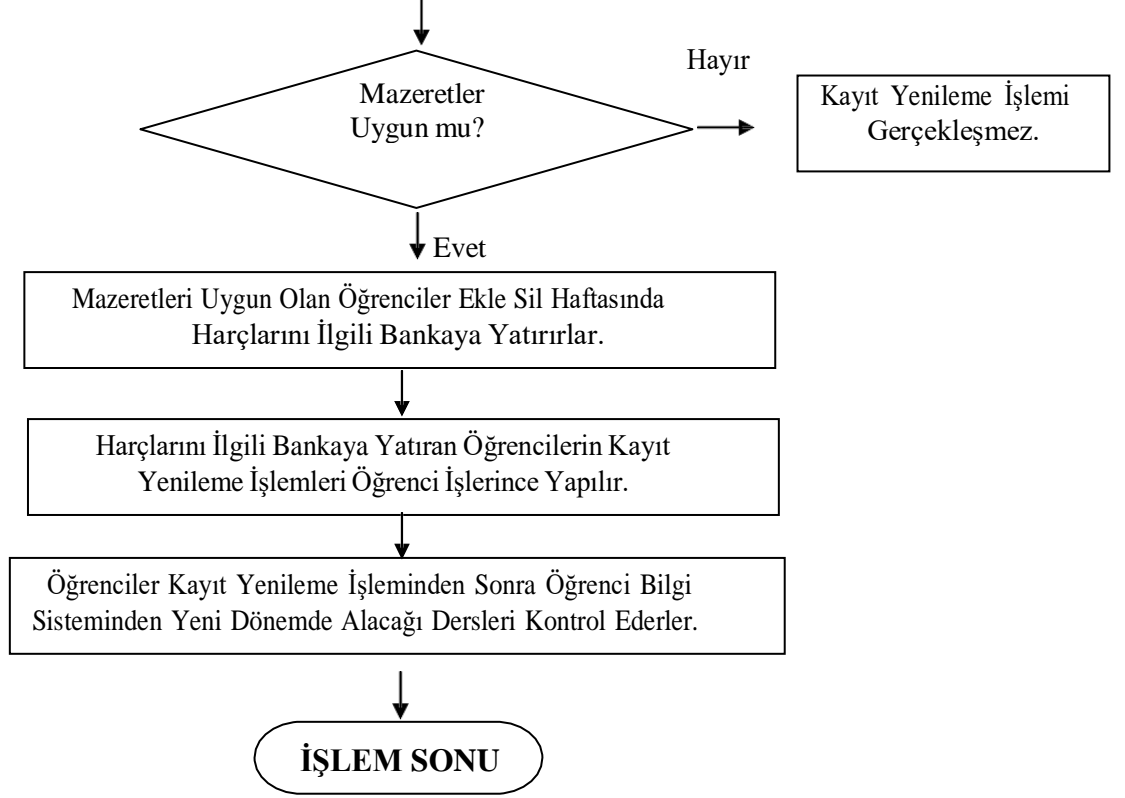 Mazeretler
Uygun mu?
Hayır
Kayıt Yenileme İşlemi
Gerçekleşmez.
Evet
Mazeretleri Uygun Olan Öğrenciler Ekle Sil Haftasında
Harçlarını İlgili Bankaya Yatırırlar.
Harçlarını İlgili Bankaya Yatıran Öğrencilerin Kayıt
Yenileme İşlemleri Öğrenci İşlerince Yapılır.
Öğrenciler Kayıt Yenileme İşleminden Sonra Öğrenci Bilgi
Sisteminden Yeni Dönemde Alacağı Dersleri Kontrol Ederler.
İŞLEM SONU